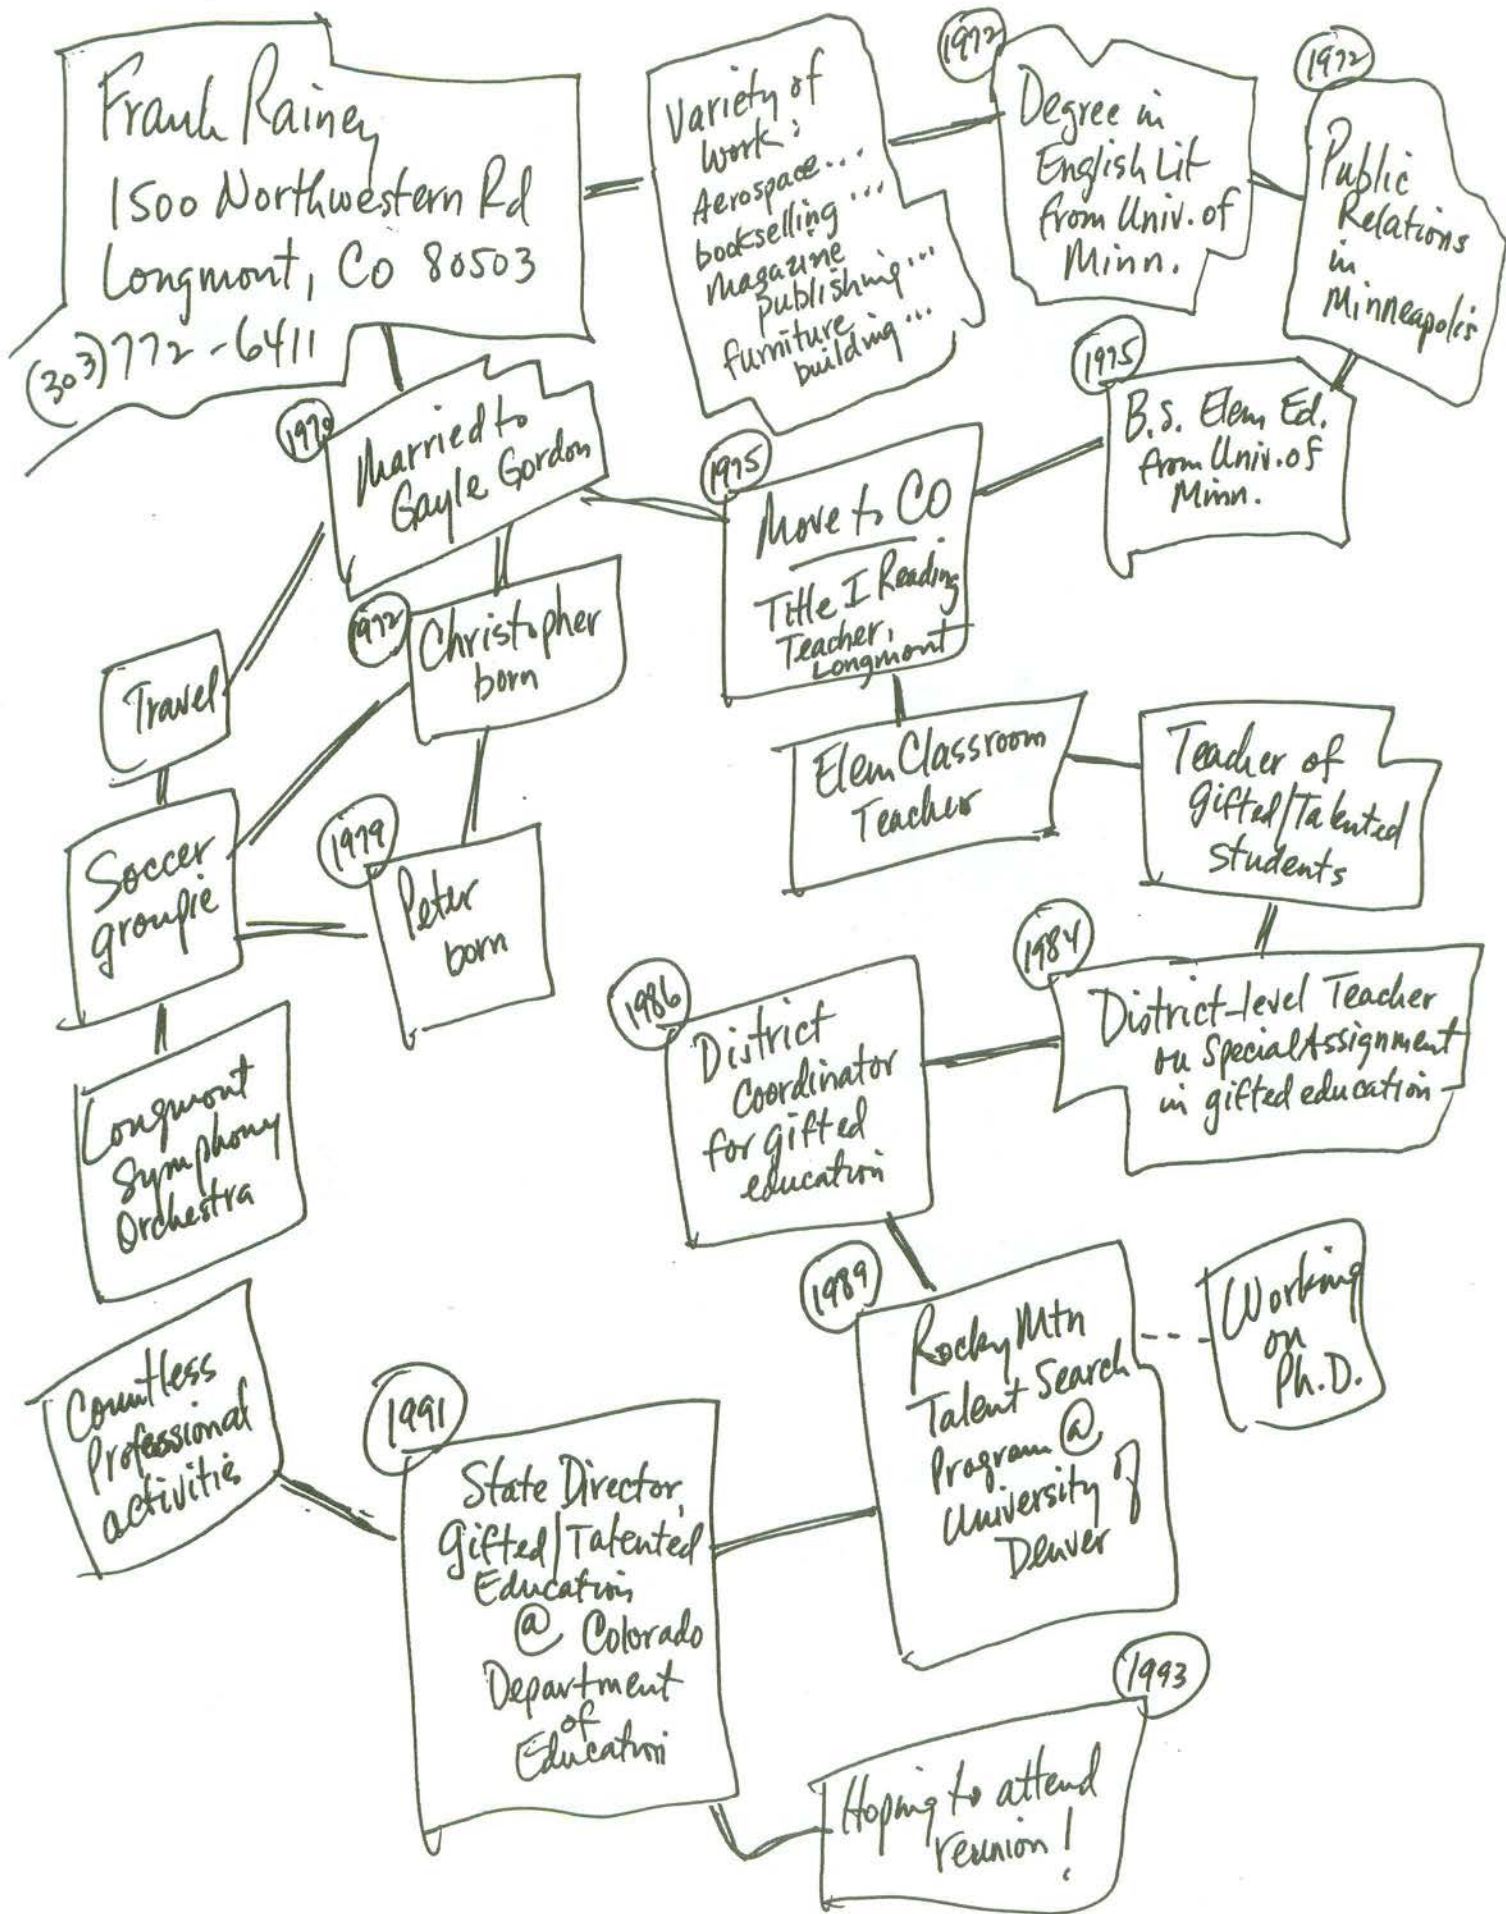 Frank Rainey
1500 Northwestern Rd
Longmont, Co 80503
(303) 772-6411
Variety of
work:
Aerospace...
bookselling...
magazine
publishing...
furniture
building...
1972
Degree in
English Lit
from Univ. of
Minn.
1972
Public
Relations
in
Minneapolis
1975
B.S. Elem Ed.
from Univ. of
Minn.
1975
Move to CO
Title I Reading
Teacher,
Longmont
Married to
Gayle Gordon
1972
Christopher
born
1979
Peter
born
Travel
Soccer
groupie
Longmont
Symphony
Orchestra
Elem Classroom
Teacher
Teacher of
Gifted/Talented
students
1984
District-level Teacher
on Special Assignment
in gifted education
1986
District
Coordinator
for gifted
education
1989
Rocky Mtn
Talent Search
Program @
University of
Denver
Working
on
Ph.D.
1991
State Director,
Gifted/Talented
Education
@ Colorado
Department
of
Education
Countless
Professional
activities
1993
Hoping to attend
reunion!